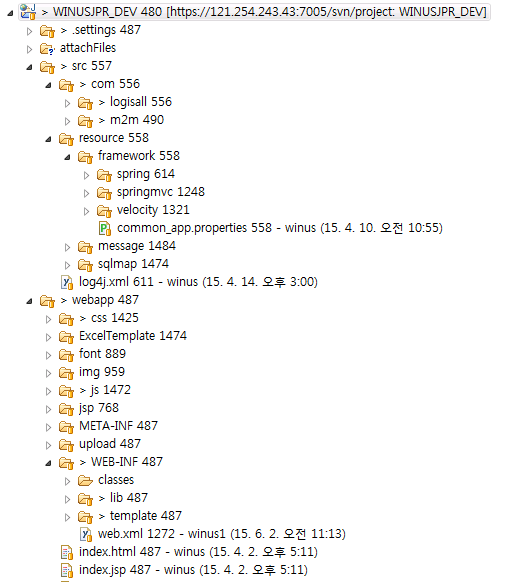 > WINUSJPR_DEV 480 [https://121.254.243.43:7005/svn/project: WINUSJPR_DEV]
> .settings 487
attachFiles
> src 557
> com 556
> logisall 556
> m2m 490
resource 558
framework 558
> spring 614
> springmvc 1248
> velocity 1321
common_app.properties 558 - winus (15. 4. 10. 오전 10:55)
message 1484
sqlmap 1474
log4j.xml 611 - winus (15. 4. 14. 오후 3:00)
> webapp 487
> css 1425
ExcelTemplate 1474
font 889
img 959
> js 1472
jsp 768
META-INF 487
upload 487
> WEB-INF 487
classes
> lib 487
> template 487
web.xml 1272 - winus1 (15. 6. 2. 오전 11:13)
index.html 487 - winus (15. 4. 2. 오후 5:11)
index.jsp 487 - winus (15. 4. 2. 오후 5:11)